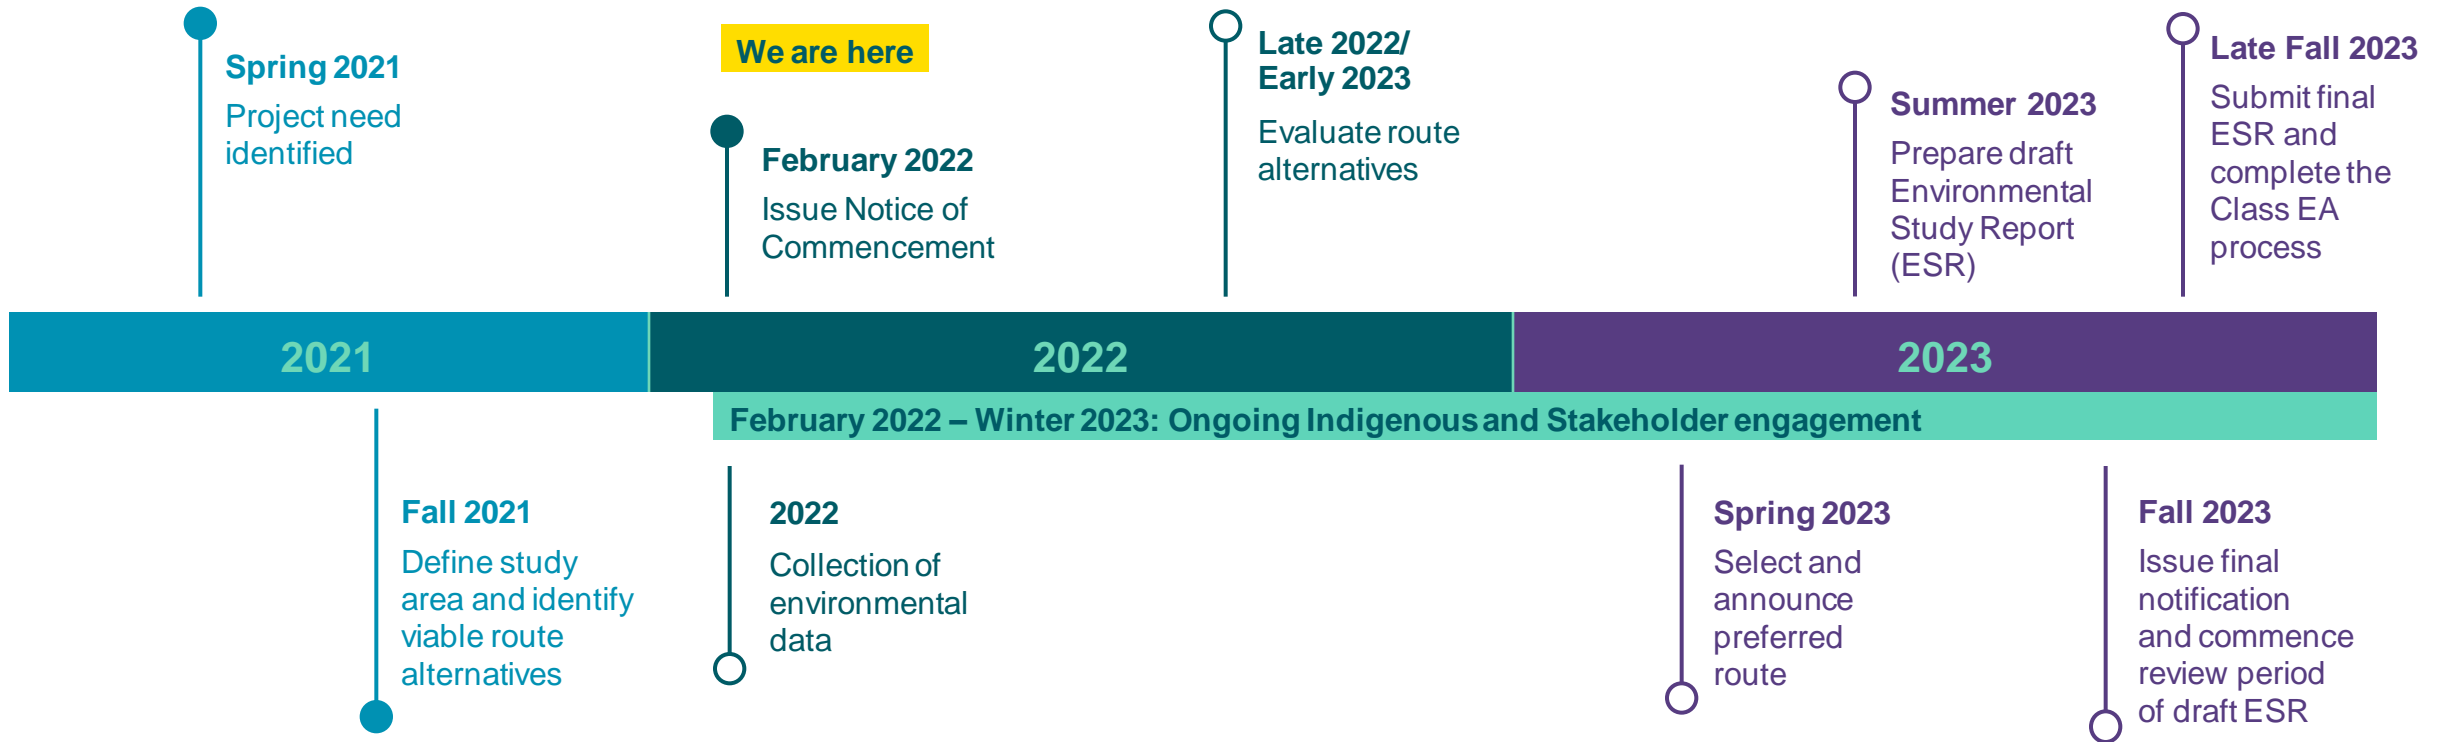 Spring 2021
Project need
identified
We are here
February 2022
Issue Notice of
Commencement
Late 2022/
Early 2023
Evaluate route
alternatives
Summer 2023
Prepare draft
Environmental
Study Report
(ESR)
Late Fall 2023
Submit final
ESR and
complete the
Class EA
process
2021
2022
2023
February 2022 – Winter 2023: Ongoing Indigenous and Stakeholder engagement
Fall 2021
Define study
area and identify
viable route
alternatives
2022
Collection of
environmental
data
Spring 2023
Select and
announce
preferred
route
Fall 2023
Issue final
notification
and commence
review period
of draft ESR